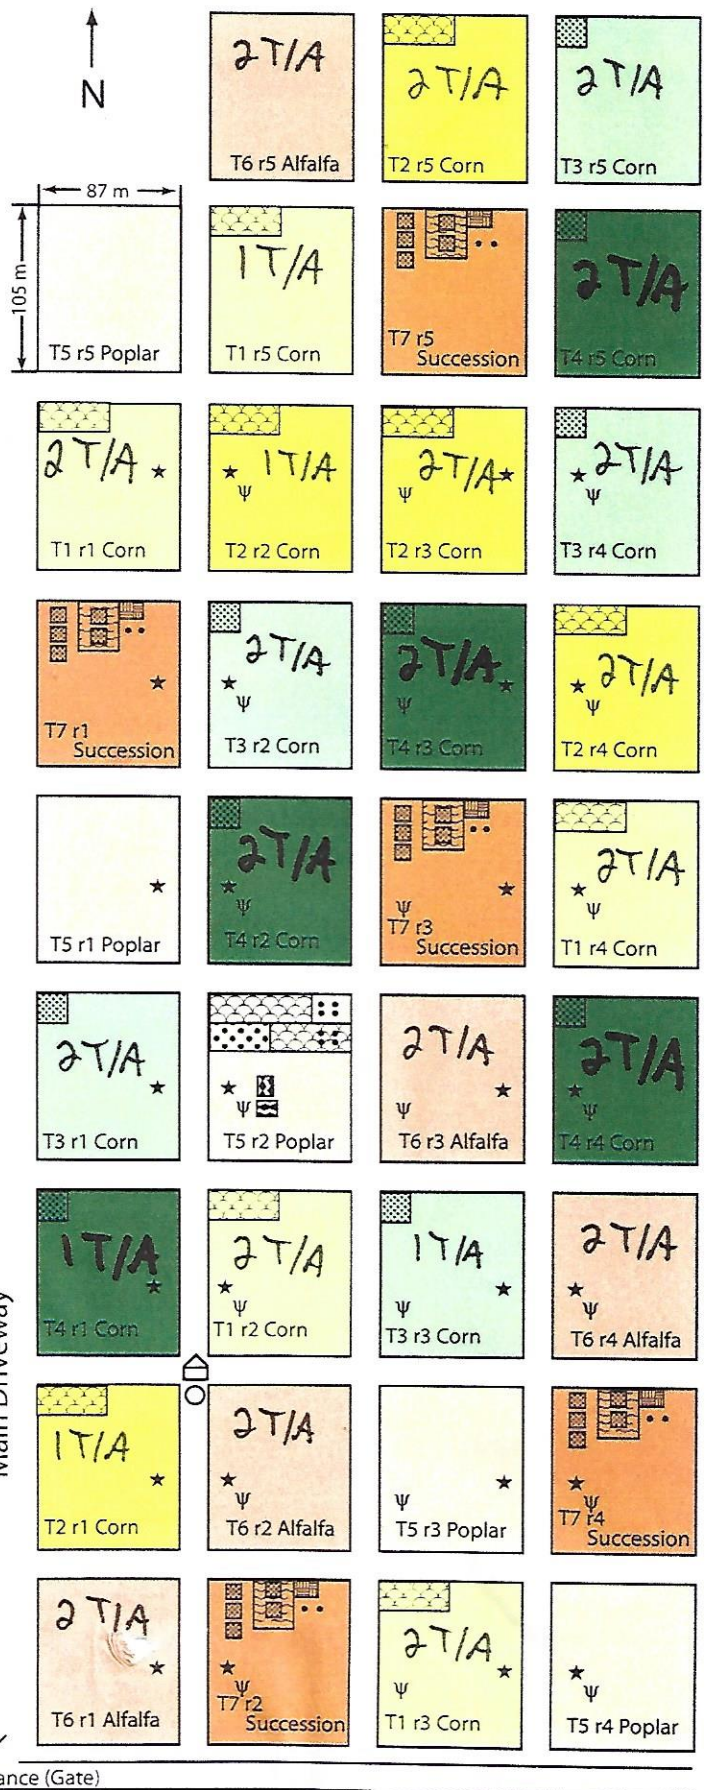 N
2T/A
T6 r5 Alfalfa
2T/A
T2 r5 Corn
2T/A
T3 r5 Corn
87 m
105 m
T5 r5 Poplar
1T/A
T1 r5 Corn
T7 r5
Succession
2T/A
T4 r5 Corn
2T/A
T1 r1 Corn
1T/A
T2 r2 Corn
2T/A
T2 r3 Corn
2T/A
T3 r4 Corn
T7 r1
Succession
2T/A
T3 r2 Corn
2T/A
T4 r3 Corn
2T/A
T2 r4 Corn
T5 r1 Poplar
2T/A
T4 r2 Corn
T7 r3
Succession
2T/A
T1 r4 Corn
2T/A
T3 r1 Corn
T5 r2 Poplar
2T/A
T6 r3 Alfalfa
2T/A
T4 r4 Corn
1T/A
T4 r1 Corn
2T/A
T1 r2 Corn
1T/A
T3 r3 Corn
2T/A
T6 r4 Alfalfa
Main Driveway
1T/A
T2 r1 Corn
2T/A
T6 r2 Alfalfa
T5 r3 Poplar
T7 r4
Succession
2T/A
T6 r1 Alfalfa
T7 r2
Succession
2T/A
T1 r3 Corn
T5 r4 Poplar
ance (Gate)